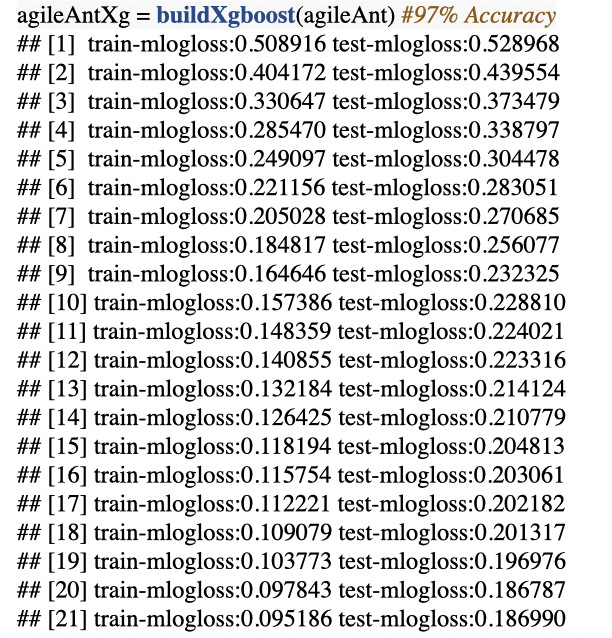 agileAntXg = buildXgboost(agileAnt) #97% Accuracy
## [1] train-mlogloss:0.508916 test-mlogloss:0.528968
## [2] train-mlogloss:0.404172 test-mlogloss:0.439554
## [3] train-mlogloss:0.330647 test-mlogloss:0.373479
## [4] train-mlogloss:0.285470 test-mlogloss:0.338797
## [5] train-mlogloss:0.249097 test-mlogloss:0.304478
## [6] train-mlogloss:0.221156 test-mlogloss:0.283051
## [7] train-mlogloss:0.205028 test-mlogloss:0.270685
## [8] train-mlogloss:0.184817 test-mlogloss:0.256077
## [9] train-mlogloss:0.164646 test-mlogloss:0.232325
## [10] train-mlogloss:0.157386 test-mlogloss:0.228810
## [11] train-mlogloss:0.148359 test-mlogloss:0.224021
## [12] train-mlogloss:0.140855 test-mlogloss:0.223316
## [13] train-mlogloss:0.132184 test-mlogloss:0.214124
## [14] train-mlogloss:0.126425 test-mlogloss:0.210779
## [15] train-mlogloss:0.118194 test-mlogloss:0.204813
## [16] train-mlogloss:0.115754 test-mlogloss:0.203061
## [17] train-mlogloss:0.112221 test-mlogloss:0.202182
## [18] train-mlogloss:0.109079 test-mlogloss:0.201317
## [19] train-mlogloss:0.103773 test-mlogloss:0.196976
## [20] train-mlogloss:0.097843 test-mlogloss:0.186787
## [21] train-mlogloss:0.095186 test-mlogloss:0.186990